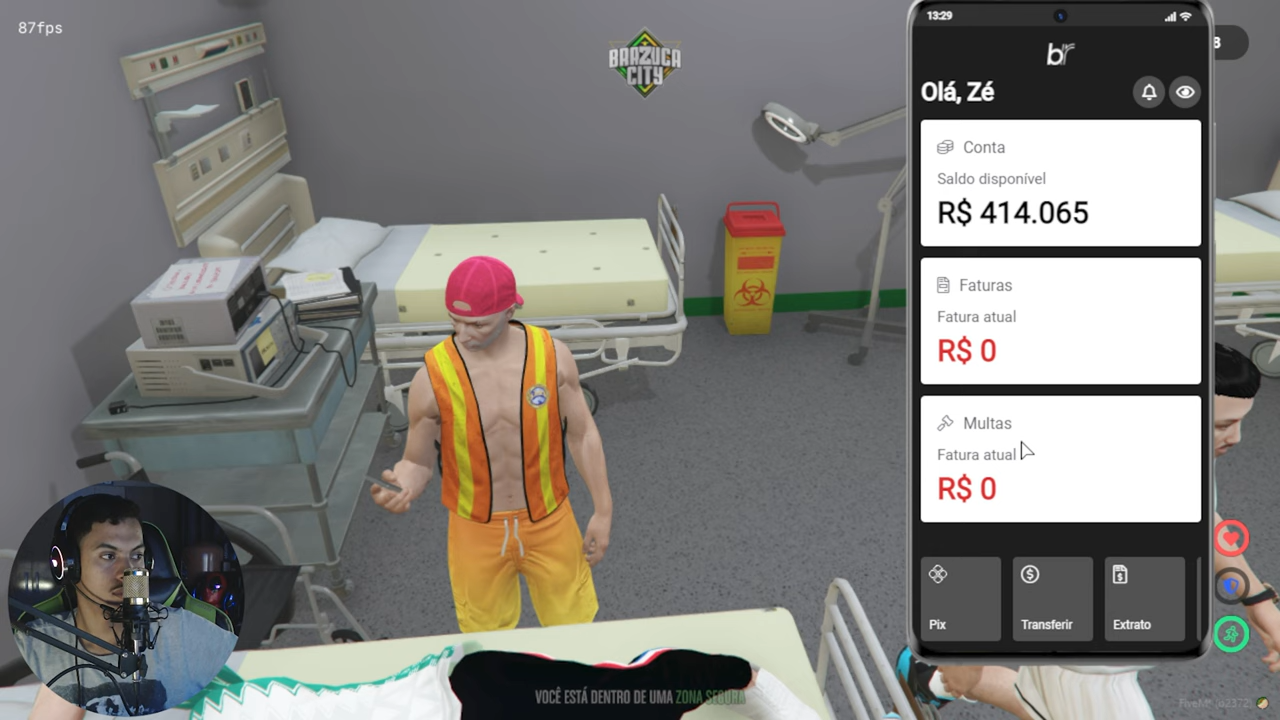 87fps
BRAZUCA
CITY
13:29
br
Olá, Zé
Conta
Saldo disponível
R$ 414.065
Faturas
Fatura atual
R$ 0
Multas
Fatura atual
R$ 0
Pix
Transferir
Extrato
VOCÊ ESTÁ DENTRO DE UMA ZONA SEGURA